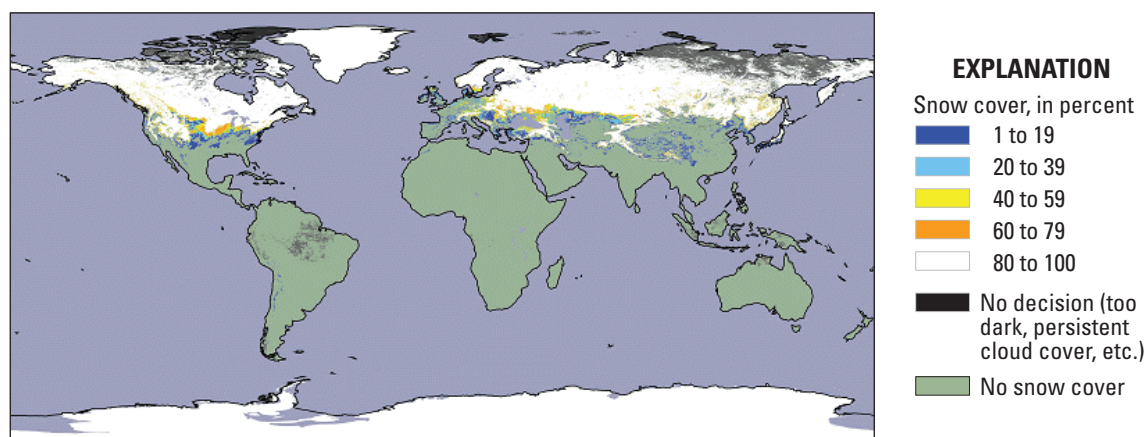 EXPLANATION
Snow cover, in percent
1 to 19
20 to 39
40 to 59
60 to 79
80 to 100
No decision (too
dark, persistent
cloud cover, etc.)
No snow cover